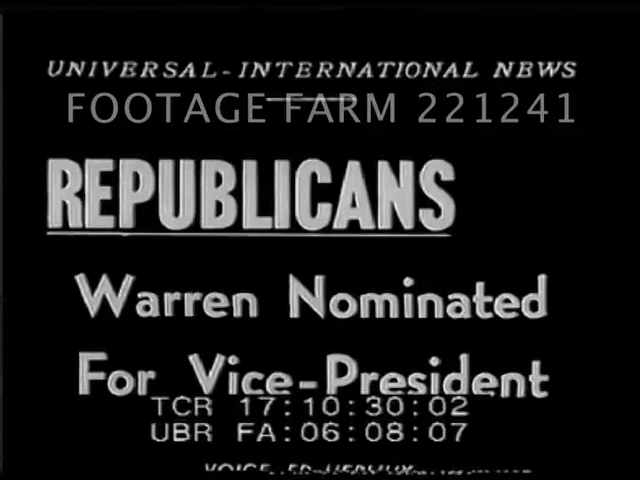 UNIVERSAL-INTERNATIONAL NEWS
FOOTAGE FARM 221241
REPUBLICANS
Warren Nominated
For Vice-President
TCR 17:10:30:02
UBR FA:06:08:07
VOICE